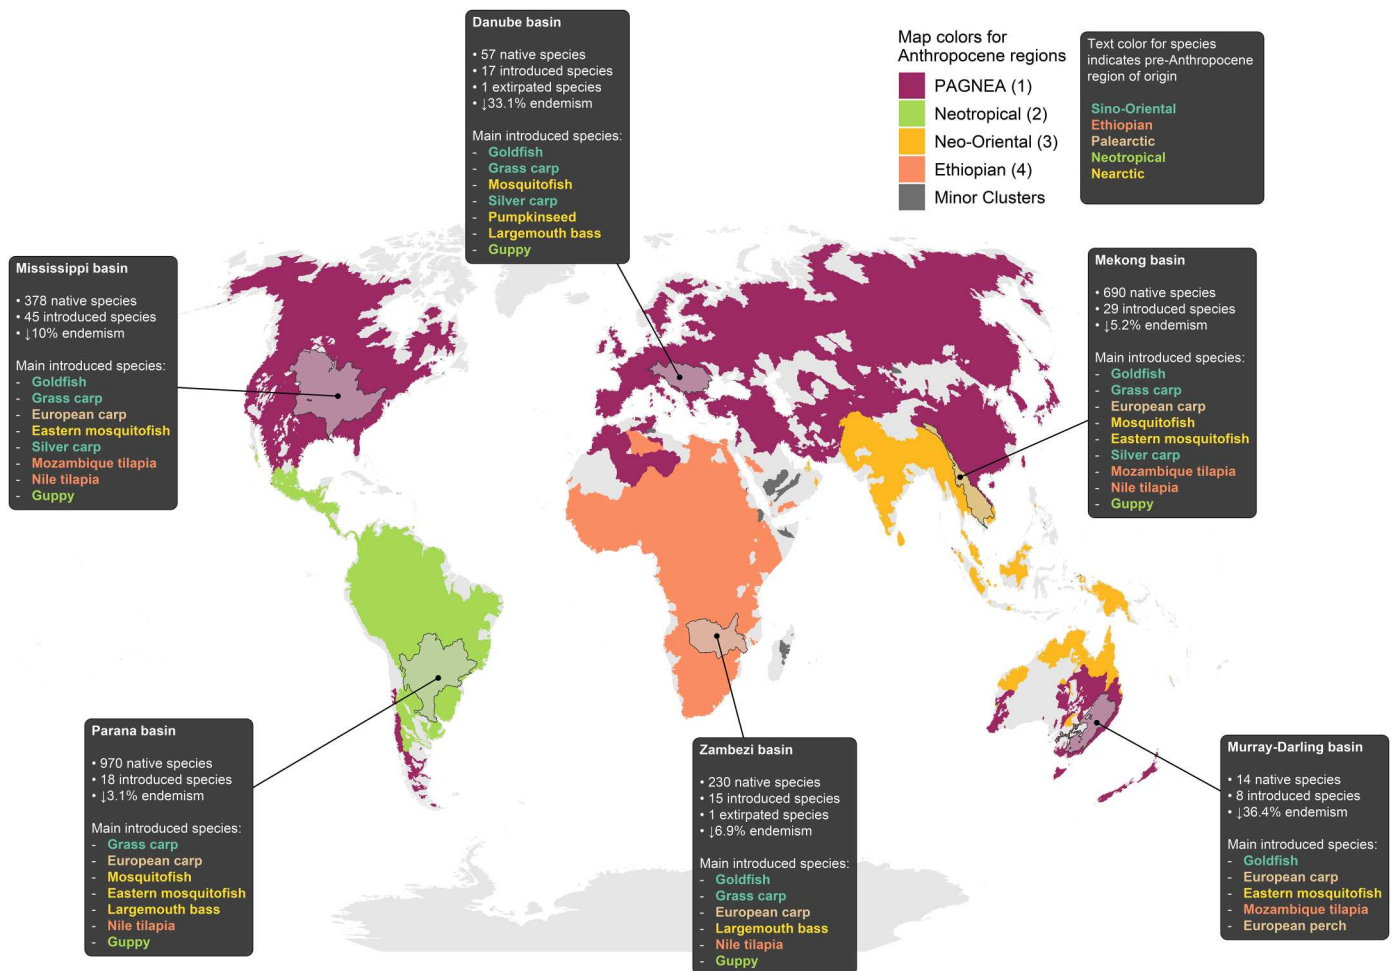 Danube basin
• 57 native species
• 17 introduced species
• 1 extirpated species
• ↓33.1% endemism
Main introduced species:
- Goldfish
- Grass carp
- Mosquitofish
- Silver carp
- Pumpkinseed
- Largemouth bass
- Guppy
Map colors for
Anthropocene regions
PAGNEA (1)
Neotropical (2)
Neo-Oriental (3)
Ethiopian (4)
Minor Clusters
Text color for species
indicates pre-Anthropocene
region of origin
Sino-Oriental
Ethiopian
Palearctic
Neotropical
Nearctic
Mississippi basin
• 378 native species
• 45 introduced species
• ↓10% endemism
Main introduced species:
- Goldfish
- Grass carp
- European carp
- Eastern mosquitofish
- Silver carp
- Mozambique tilapia
- Nile tilapia
- Guppy
Mekong basin
• 690 native species
• 29 introduced species
• ↓5.2% endemism
Main introduced species:
- Goldfish
- Grass carp
- European carp
- Mosquitofish
- Eastern mosquitofish
- Silver carp
- Mozambique tilapia
- Nile tilapia
- Guppy
Parana basin
• 970 native species
• 18 introduced species
• ↓3.1% endemism
Main introduced species:
- Grass carp
- European carp
- Mosquitofish
- Eastern mosquitofish
- Largemouth bass
- Nile tilapia
- Guppy
Zambezi basin
• 230 native species
• 15 introduced species
• 1 extirpated species
• ↓6.9% endemism
Main introduced species:
- Goldfish
- Grass carp
- European carp
- Largemouth bass
- Nile tilapia
- Guppy
Murray-Darling basin
• 14 native species
• 8 introduced species
• ↓36.4% endemism
Main introduced species:
- Goldfish
- European carp
- Eastern mosquitofish
- Mozambique tilapia
- European perch